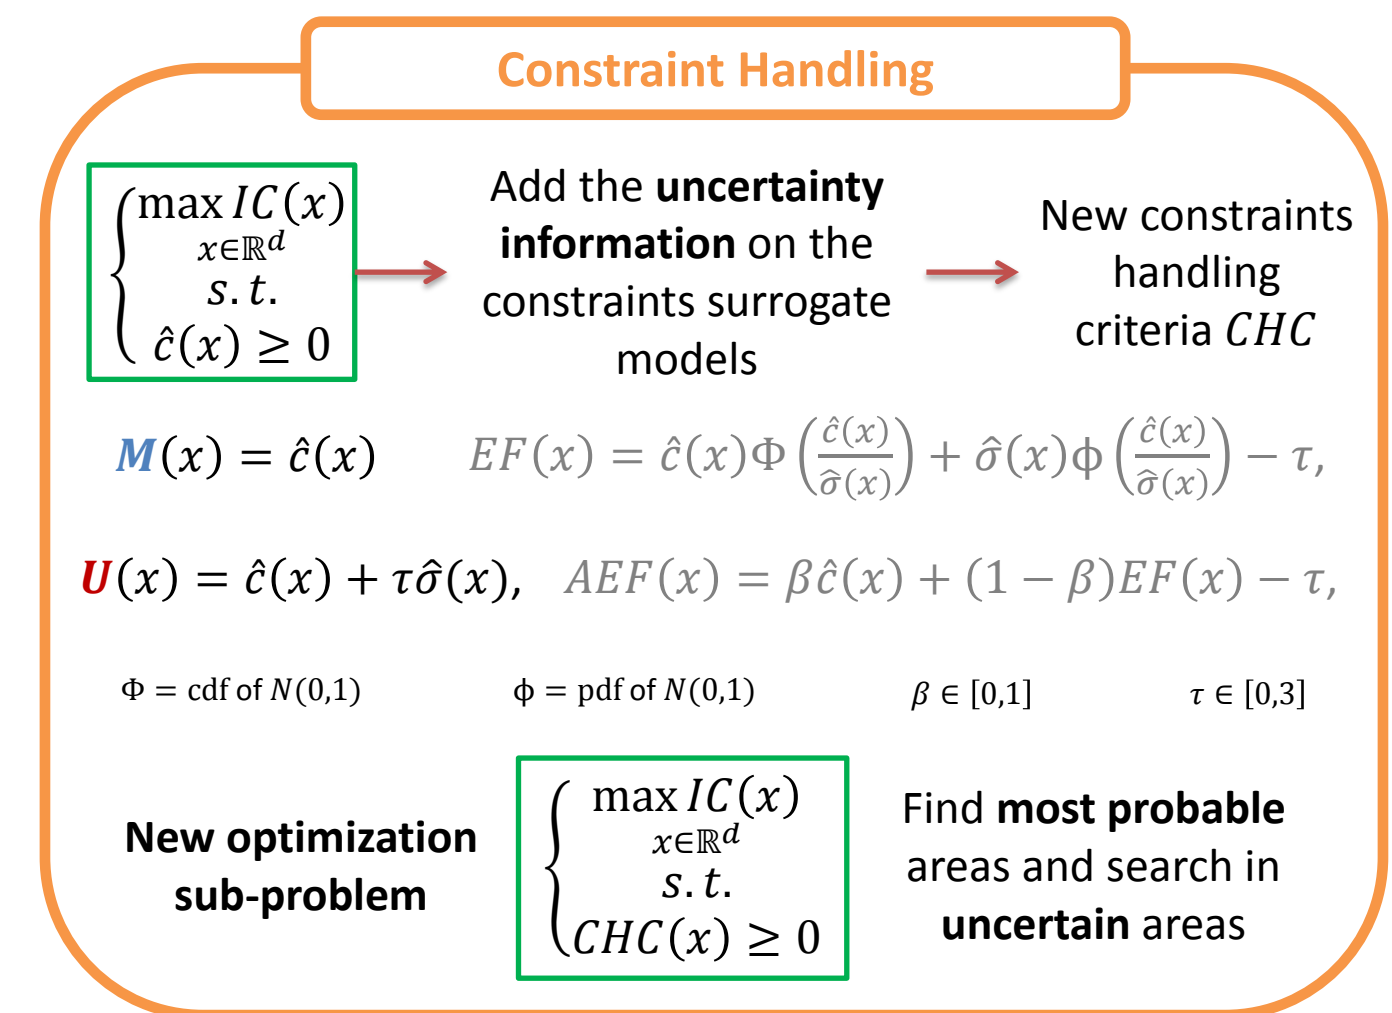 Constraint Handling
max IC(x)
x∈ℝᵈ
s. t.
ĉ(x) ≥ 0
Add the uncertainty
information on the
constraints surrogate
models
New constraints
handling
criteria CHC
M(x) = ĉ(x)
EF(x) = ĉ(x)Φ(ĉ(x)/σ̂(x)) + σ̂(x)ϕ(ĉ(x)/σ̂(x)) − τ,
U(x) = ĉ(x) + τσ̂(x),
AEF(x) = βĉ(x) + (1 − β)EF(x) − τ,
Φ = cdf of N(0,1)
ϕ = pdf of N(0,1)
β ∈ [0,1]
τ ∈ [0,3]
New optimization
sub-problem
max IC(x)
x∈ℝᵈ
s. t.
CHC(x) ≥ 0
Find most probable
areas and search in
uncertain areas